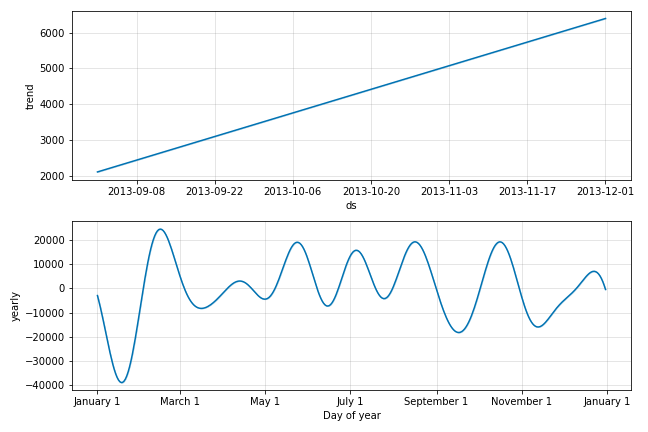 6000
5000
4000
3000
2000
trend
2013-09-08 2013-09-22 2013-10-06 2013-10-20 2013-11-03 2013-11-17 2013-12-01
ds
20000
10000
0
−10000
−20000
−30000
−40000
yearly
January 1 March 1 May 1 July 1 September 1 November 1 January 1
Day of year